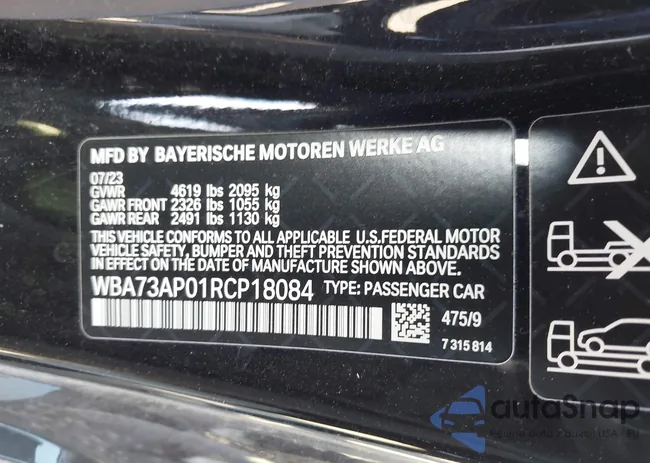 MFD BY BAYERISCHE MOTOREN WERKE AG
07/23
GVWR 4619 lbs 2095 kg
GAWR FRONT 2326 lbs 1055 kg
GAWR REAR 2491 lbs 1130 kg
THIS VEHICLE CONFORMS TO ALL APPLICABLE U.S.FEDERAL MOTOR
VEHICLE SAFETY, BUMPER AND THEFT PREVENTION STANDARDS
IN EFFECT ON THE DATE OF MANUFACTURE SHOWN ABOVE.
WBA73AP01RCP18084 TYPE: PASSENGER CAR
475/9
7 315 814
autoSnap